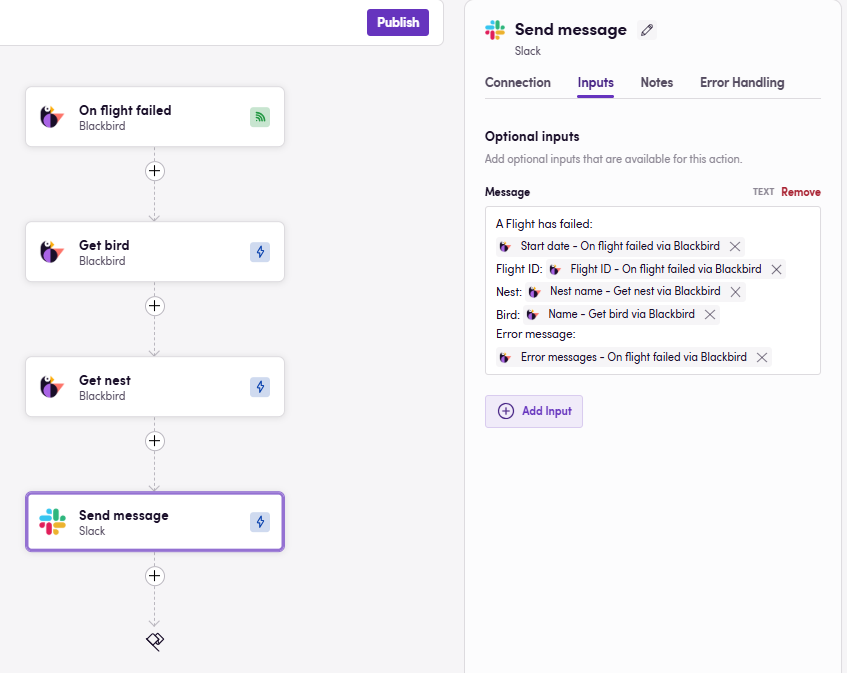 Publish
On flight failed
Blackbird
Get bird
Blackbird
Get nest
Blackbird
Send message
Slack
Send message
Slack
Connection Inputs Notes Error Handling
Optional inputs
Add optional inputs that are available for this action.
Message TEXT Remove
A Flight has failed:
Start date - On flight failed via Blackbird
Flight ID: Flight ID - On flight failed via Blackbird
Nest: Nest name - Get nest via Blackbird
Bird: Name - Get bird via Blackbird
Error message:
Error messages - On flight failed via Blackbird
Add Input